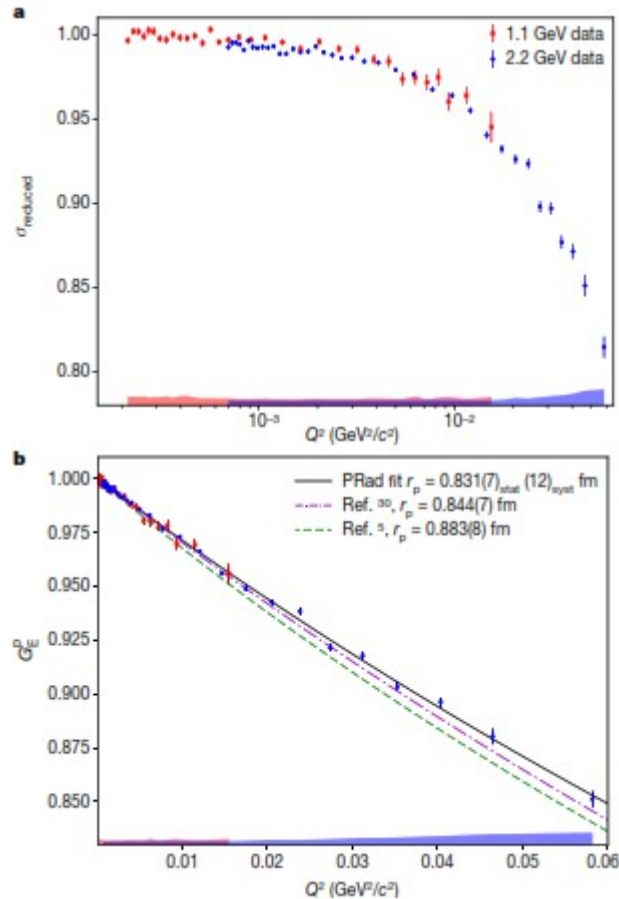 a
1.00
0.95
0.90
0.85
0.80
σreduced
1.1 GeV data
2.2 GeV data
10⁻³
10⁻²
Q² (GeV²/c²)
b
1.000
0.975
0.950
0.925
0.900
0.875
0.850
GᵖE
PRad fit rp = 0.831(7)stat (12)syst fm
Ref. ³⁰, rp = 0.844(7) fm
Ref. ⁵, rp = 0.883(8) fm
0.01 0.02 0.03 0.04 0.05 0.06
Q² (GeV²/c²)